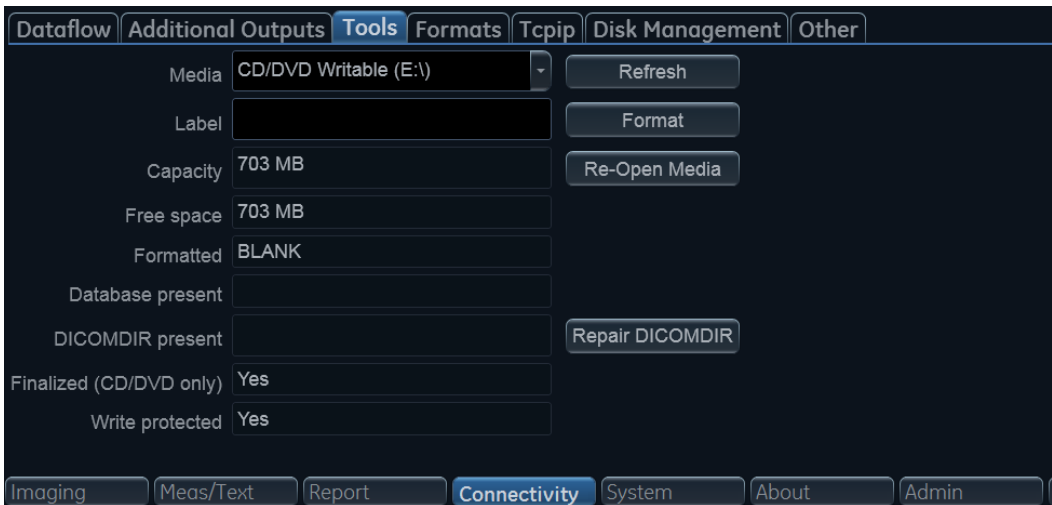 Dataflow Additional Outputs Tools Formats Tcpip Disk Management Other
Media CD/DVD Writable (E:\) Refresh
Label Format
Capacity 703 MB Re-Open Media
Free space 703 MB
Formatted BLANK
Database present
DICOMDIR present Repair DICOMDIR
Finalized (CD/DVD only) Yes
Write protected Yes
Imaging Meas/Text Report Connectivity System About Admin